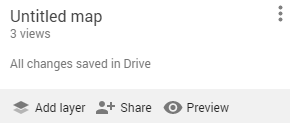 Untitled map
3 views
All changes saved in Drive
Add layer Share Preview